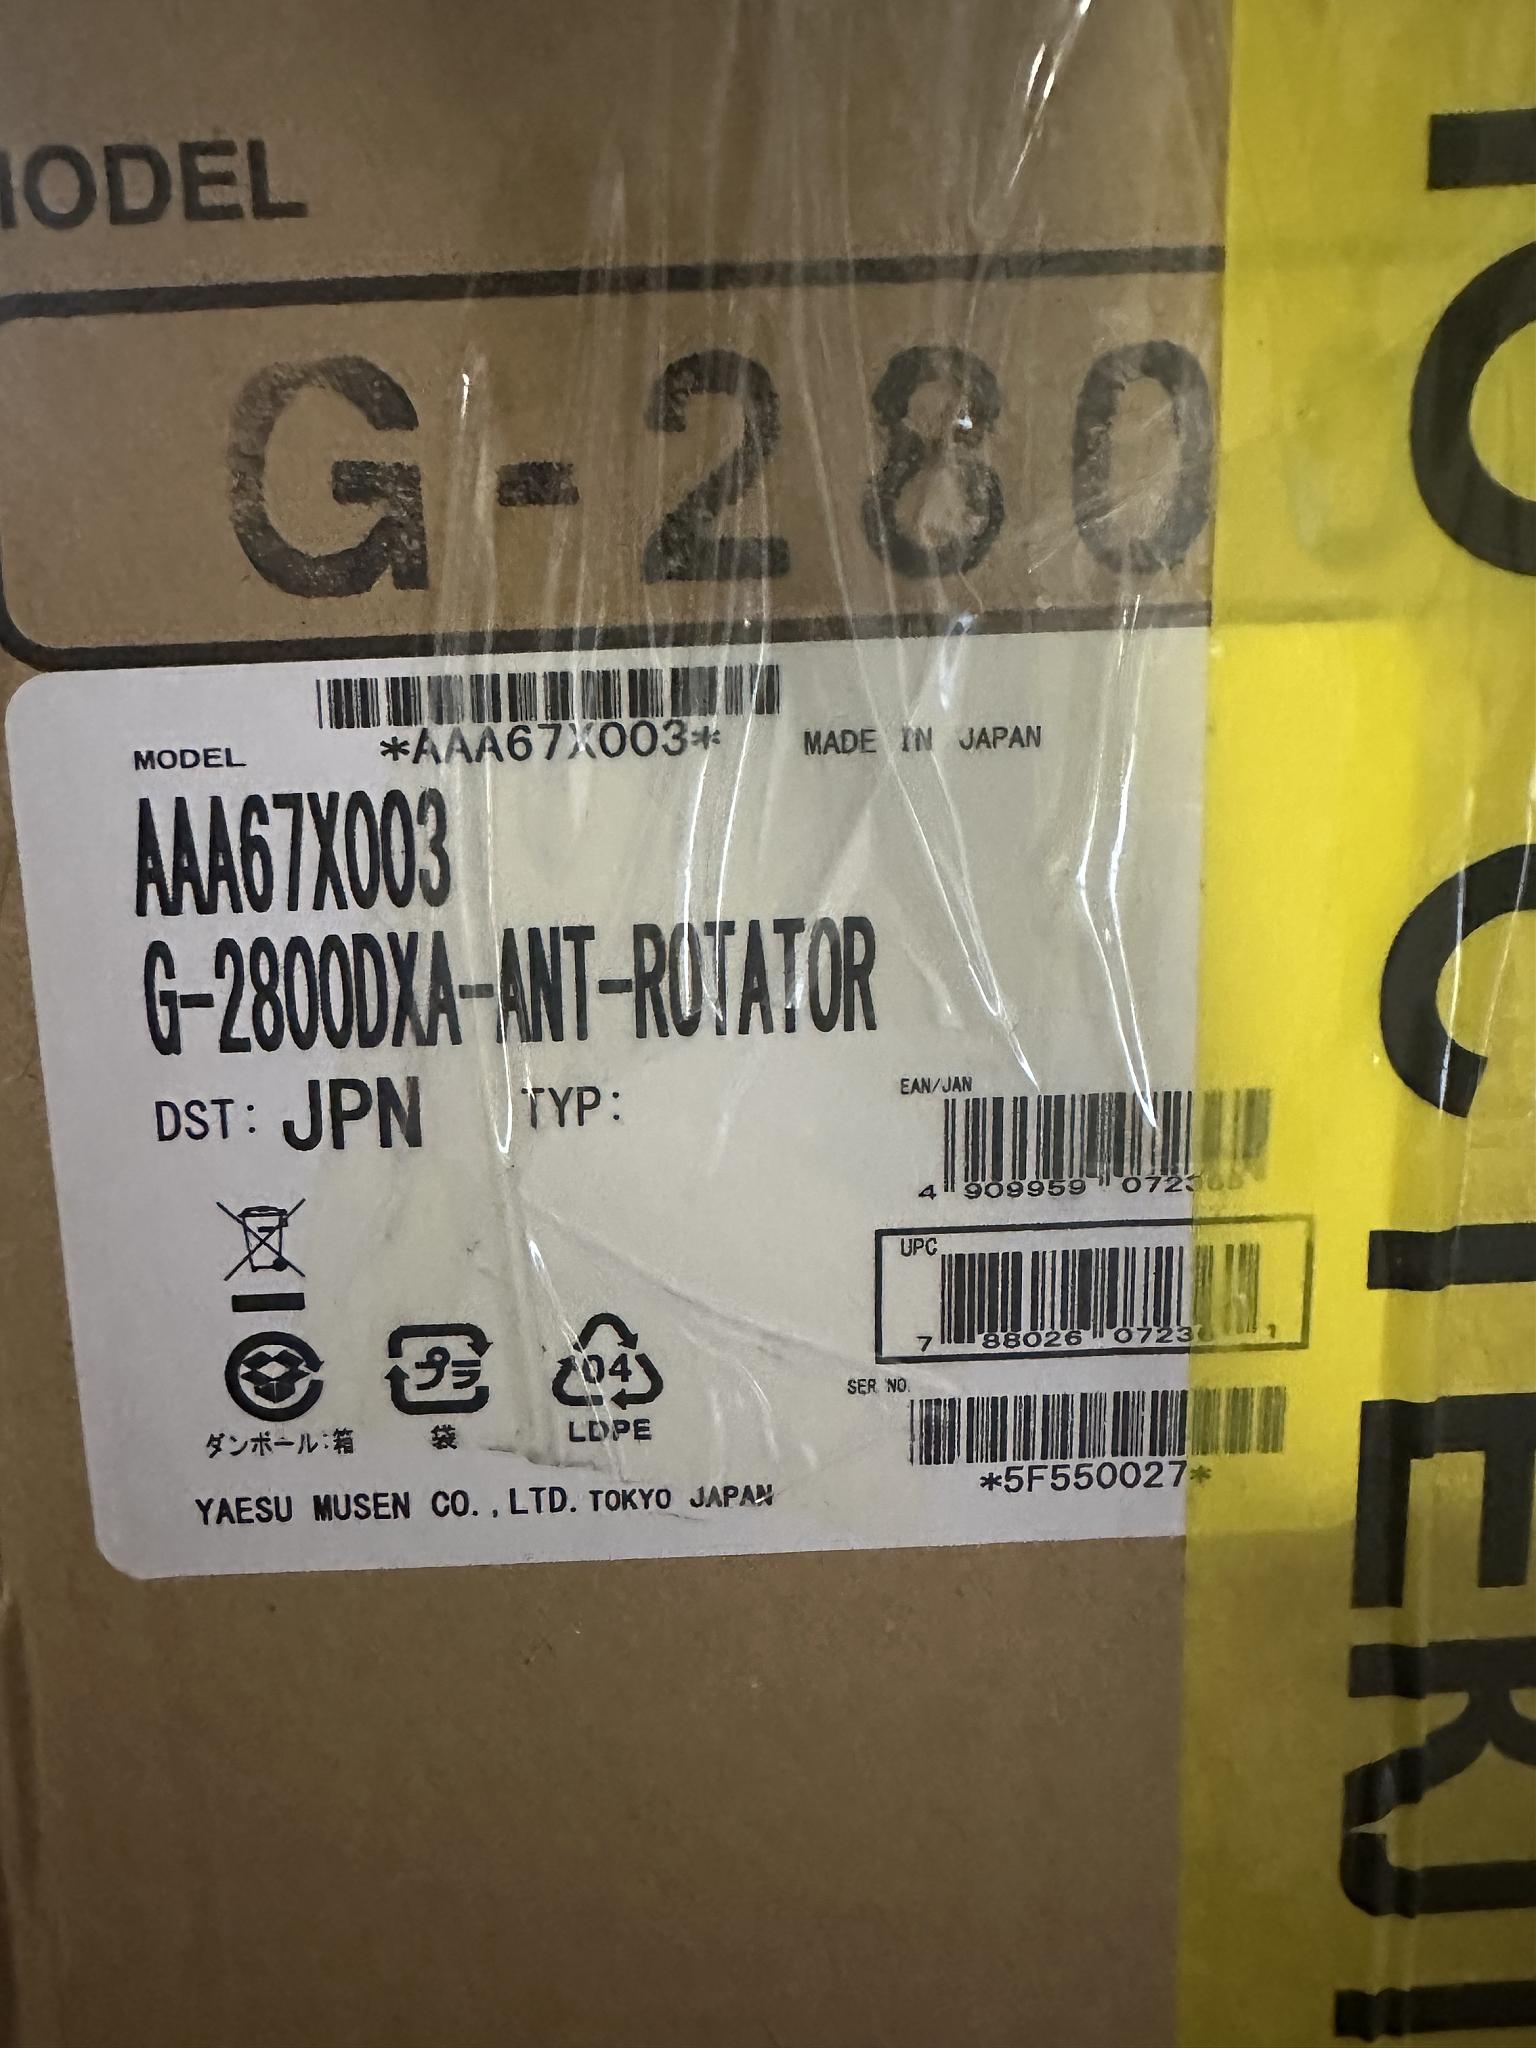 MODEL
G-280
*AAA67X003*
MADE IN JAPAN
MODEL
AAA67X003
G-2800DXA-ANT-ROTATOR
DST: JPN TYP:
EAN/JAN
4 909959
UPC
7 88026
SER NO.
*5F550027*
04
プラ
LDPE
ダンボール:箱
袋
YAESU MUSEN CO.,LTD. TOKYO JAPAN